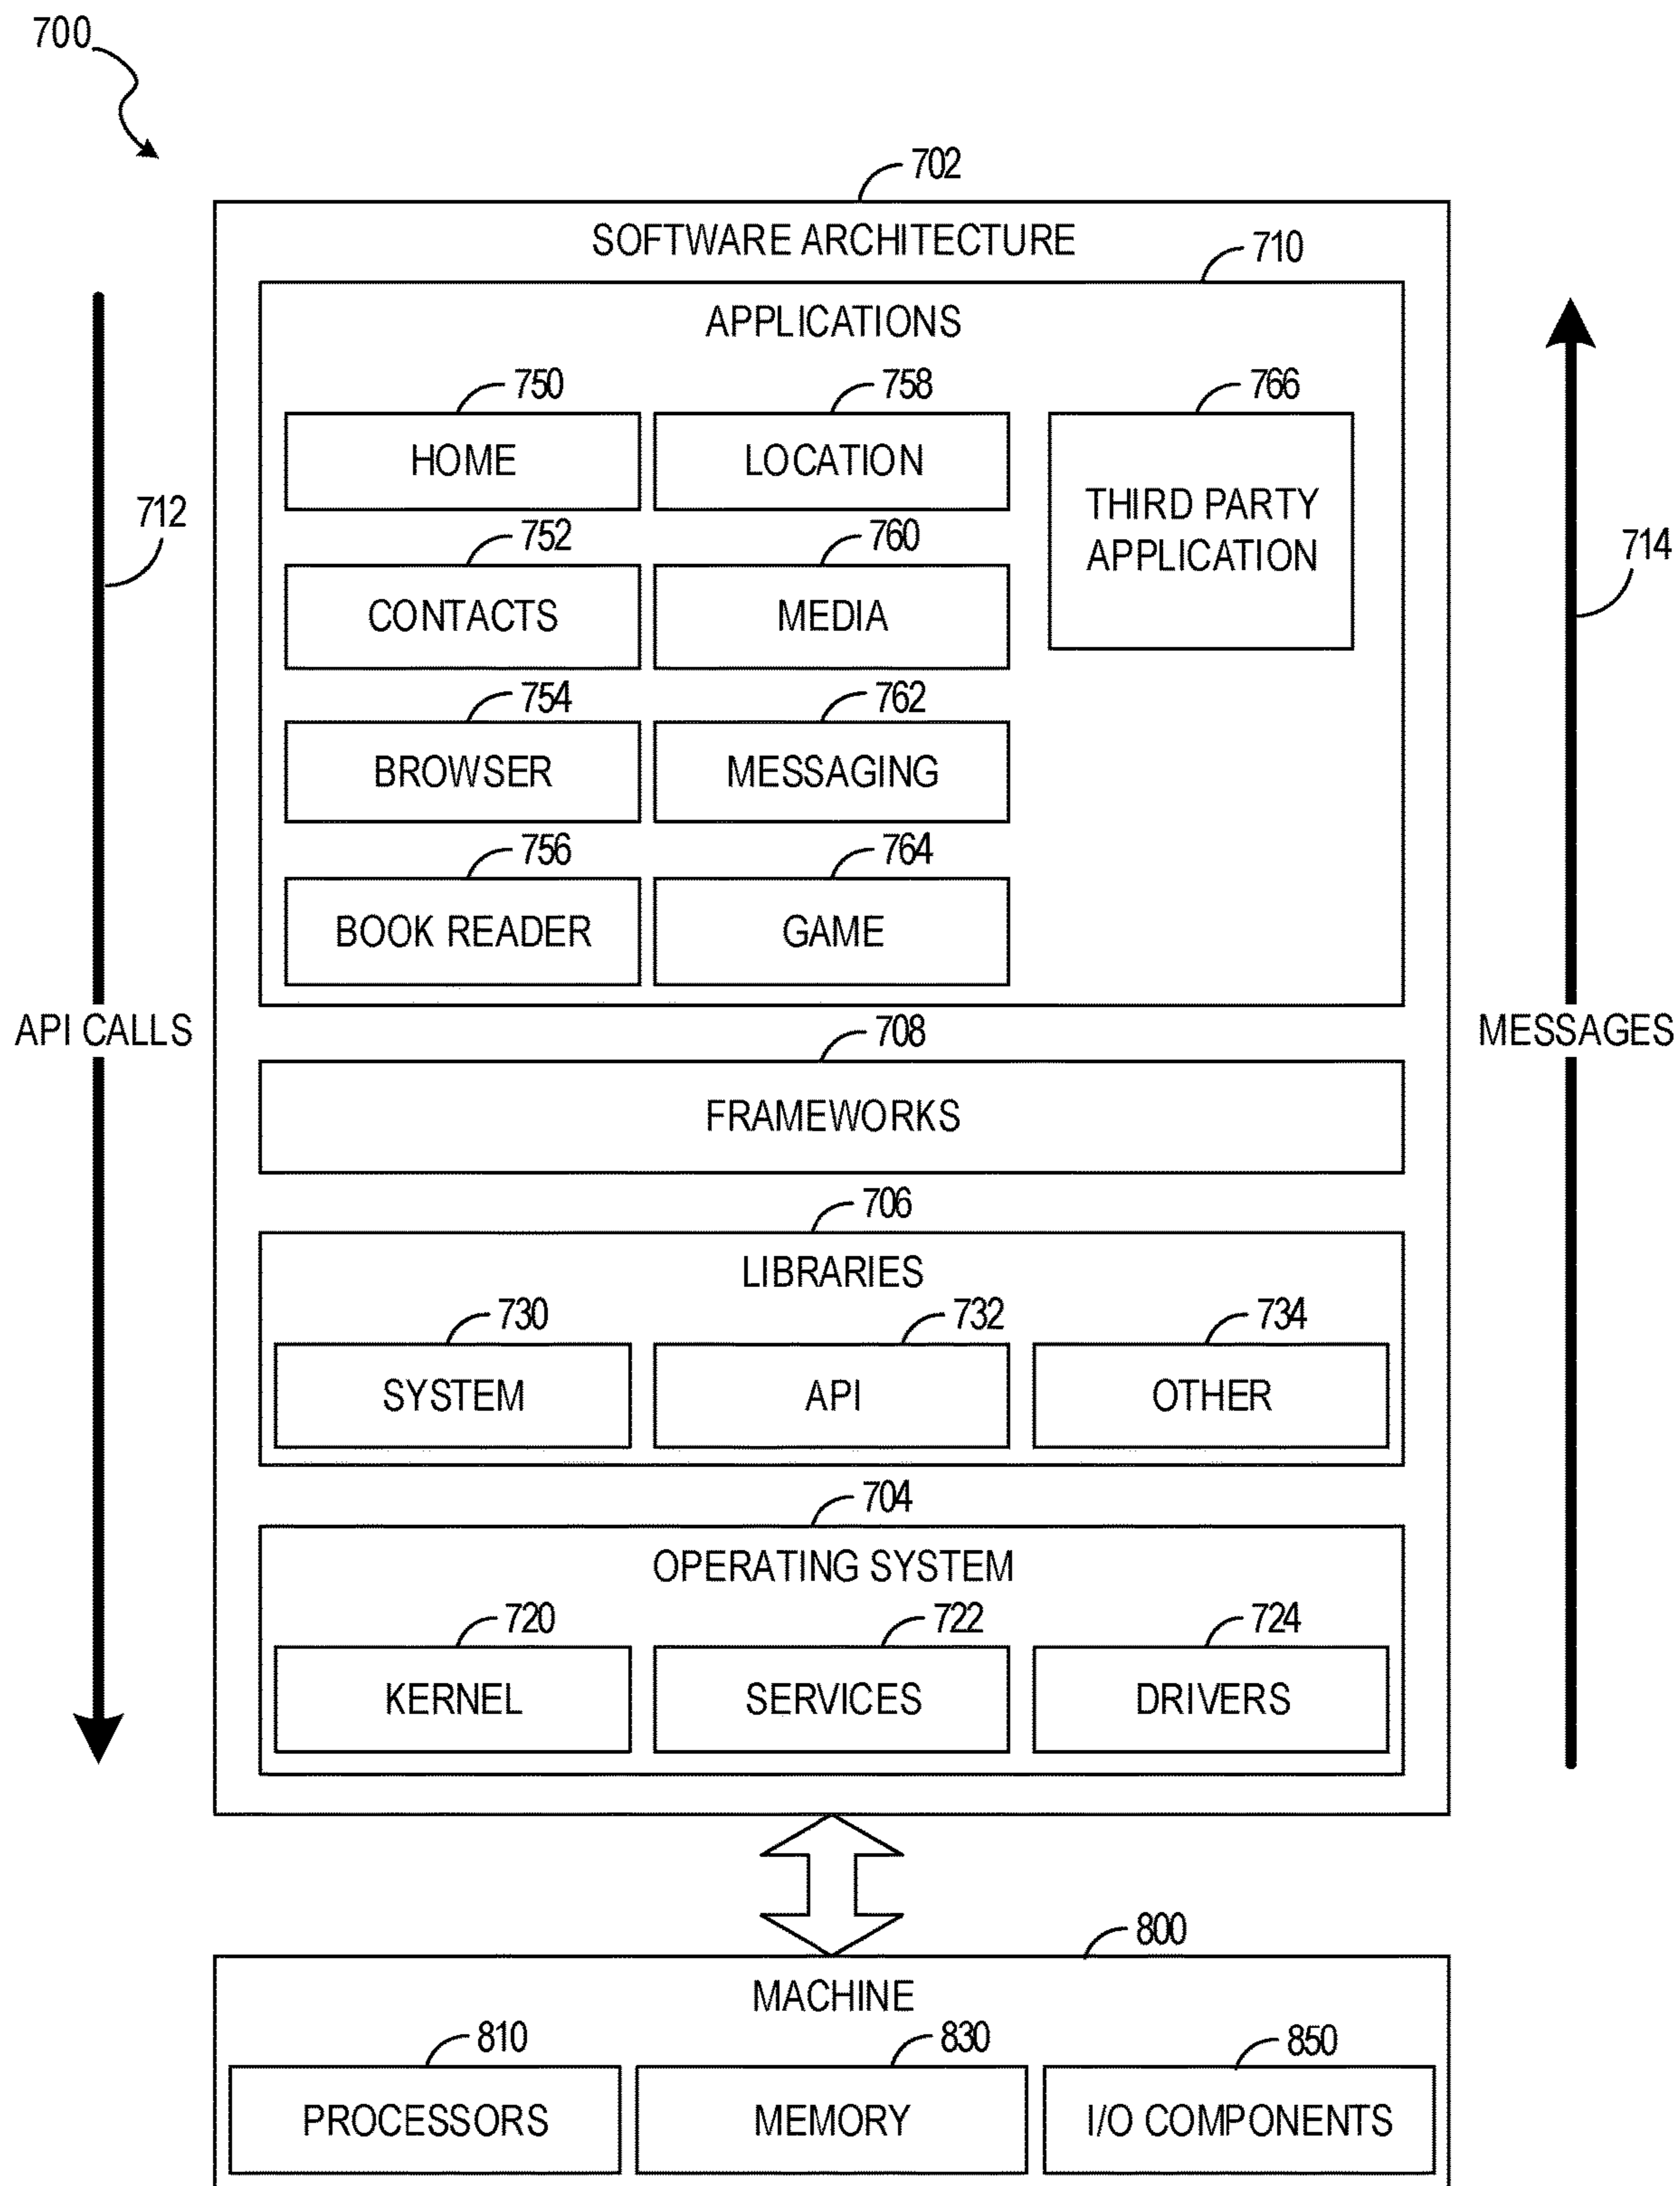 700
702
SOFTWARE ARCHITECTURE
710
APPLICATIONS
750
758
766
HOME
LOCATION
THIRD PARTY
APPLICATION
712
714
752
760
CONTACTS
MEDIA
754
762
BROWSER
MESSAGING
756
764
BOOK READER
GAME
API CALLS
MESSAGES
708
FRAMEWORKS
706
LIBRARIES
730
732
734
SYSTEM
API
OTHER
704
OPERATING SYSTEM
720
722
724
KERNEL
SERVICES
DRIVERS
800
MACHINE
810
830
850
PROCESSORS
MEMORY
I/O COMPONENTS